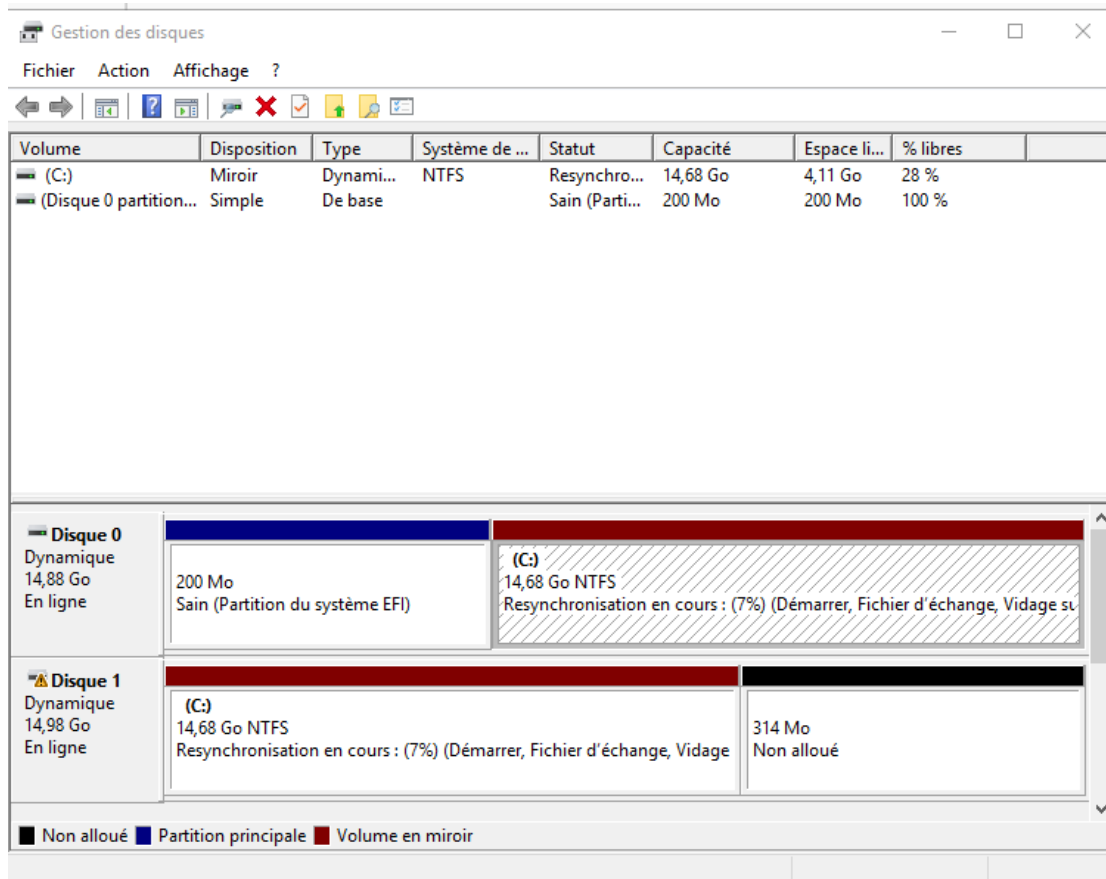 Gestion des disques
Fichier Action Affichage ?
Volume Disposition Type Système de ... Statut Capacité Espace li... % libres
(C:) Miroir Dynami... NTFS Resynchro... 14,68 Go 4,11 Go 28 %
(Disque 0 partition... Simple De base Sain (Parti... 200 Mo 200 Mo 100 %
Disque 0
Dynamique
14,88 Go
En ligne
200 Mo
Sain (Partition du système EFI)
(C:)
14,68 Go NTFS
Resynchronisation en cours : (7%) (Démarrer, Fichier d'échange, Vidage su
Disque 1
Dynamique
14,98 Go
En ligne
(C:)
14,68 Go NTFS
Resynchronisation en cours : (7%) (Démarrer, Fichier d'échange, Vidage
314 Mo
Non alloué
Non alloué Partition principale Volume en miroir